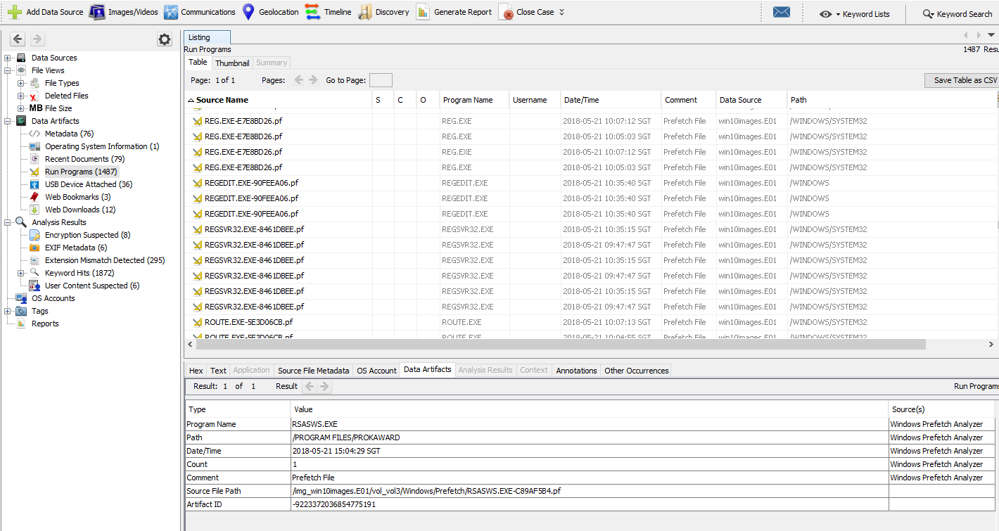 Add Data Source Images/Videos Communications Geolocation Timeline Discovery Generate Report Close Case Keyword Lists Keyword Search
Listing
Run Programs 1487 Resu
Table Thumbnail Summary
Page: 1 of 1 Pages: Go to Page: Save Table as CSV
Source Name S C O Program Name Username Date/Time Comment Data Source Path
REG.EXE-E7E8BD26.pf REG.EXE 2018-05-21 10:07:12 SGT Prefetch File win10images.E01 /WINDOWS/SYSTEM32
REG.EXE-E7E8BD26.pf REG.EXE 2018-05-21 10:05:03 SGT Prefetch File win10images.E01 /WINDOWS/SYSTEM32
REG.EXE-E7E8BD26.pf REG.EXE 2018-05-21 10:07:12 SGT Prefetch File win10images.E01 /WINDOWS/SYSTEM32
REG.EXE-E7E8BD26.pf REG.EXE 2018-05-21 10:05:03 SGT Prefetch File win10images.E01 /WINDOWS/SYSTEM32
REGEDIT.EXE-90FEEA06.pf REGEDIT.EXE 2018-05-21 10:35:40 SGT Prefetch File win10images.E01 /WINDOWS
REGEDIT.EXE-90FEEA06.pf REGEDIT.EXE 2018-05-21 10:35:40 SGT Prefetch File win10images.E01 /WINDOWS
REGEDIT.EXE-90FEEA06.pf REGEDIT.EXE 2018-05-21 10:35:40 SGT Prefetch File win10images.E01 /WINDOWS
REGSVR32.EXE-8461DBEE.pf REGSVR32.EXE 2018-05-21 10:35:15 SGT Prefetch File win10images.E01 /WINDOWS/SYSTEM32
REGSVR32.EXE-8461DBEE.pf REGSVR32.EXE 2018-05-21 09:47:47 SGT Prefetch File win10images.E01 /WINDOWS/SYSTEM32
REGSVR32.EXE-8461DBEE.pf REGSVR32.EXE 2018-05-21 10:35:15 SGT Prefetch File win10images.E01 /WINDOWS/SYSTEM32
REGSVR32.EXE-8461DBEE.pf REGSVR32.EXE 2018-05-21 09:47:47 SGT Prefetch File win10images.E01 /WINDOWS/SYSTEM32
REGSVR32.EXE-8461DBEE.pf REGSVR32.EXE 2018-05-21 10:35:15 SGT Prefetch File win10images.E01 /WINDOWS/SYSTEM32
REGSVR32.EXE-8461DBEE.pf REGSVR32.EXE 2018-05-21 09:47:47 SGT Prefetch File win10images.E01 /WINDOWS/SYSTEM32
ROUTE.EXE-5E3D06CB.pf ROUTE.EXE 2018-05-21 10:07:13 SGT Prefetch File win10images.E01 /WINDOWS/SYSTEM32
ROUTE.EXE-5E3D06CB.pf ROUTE.EXE 2018-05-21 10:04:55 SGT Prefetch File win10images.E01 /WINDOWS/SYSTEM32
Data Sources
File Views
File Types
Deleted Files
MB File Size
Data Artifacts
Metadata (76)
Operating System Information (1)
Recent Documents (79)
Run Programs (1487)
USB Device Attached (36)
Web Bookmarks (3)
Web Downloads (12)
Analysis Results
Encryption Suspected (8)
EXIF Metadata (6)
Extension Mismatch Detected (295)
Keyword Hits (1872)
User Content Suspected (6)
OS Accounts
Tags
Reports
Hex Text Application Source File Metadata OS Account Data Artifacts Analysis Results Context Annotations Other Occurrences
Result: 1 of 1 Result Run Programs
Type Value Source(s)
Program Name RSASWS.EXE Windows Prefetch Analyzer
Path /PROGRAM FILES/PROKAWARD Windows Prefetch Analyzer
Date/Time 2018-05-21 15:04:29 SGT Windows Prefetch Analyzer
Count 1 Windows Prefetch Analyzer
Comment Prefetch File Windows Prefetch Analyzer
Source File Path /img_win10images.E01/vol_vol3/Windows/Prefetch/RSASWS.EXE-C89AF5B4.pf
Artifact ID -9223372036854775191